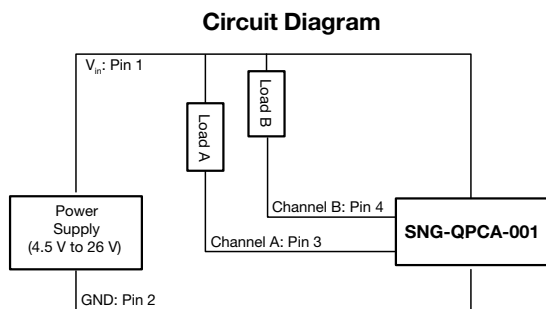 Circuit Diagram
Vin: Pin 1
Load A
Load B
Channel B: Pin 4
Power
Supply
(4.5 V to 26 V)
SNG-QPCA-001
Channel A: Pin 3
GND: Pin 2